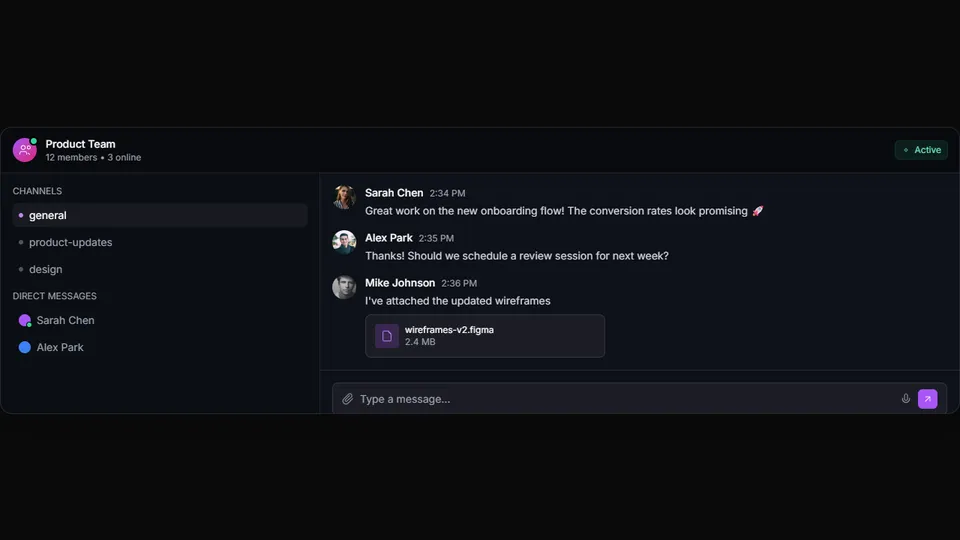 Product Team
12 members • 3 online
Active
CHANNELS
general
product-updates
design
DIRECT MESSAGES
Sarah Chen
Alex Park
Sarah Chen 2:34 PM
Great work on the new onboarding flow! The conversion rates look promising 🚀
Alex Park 2:35 PM
Thanks! Should we schedule a review session for next week?
Mike Johnson 2:36 PM
I've attached the updated wireframes
wireframes-v2.figma
2.4 MB
Type a message...